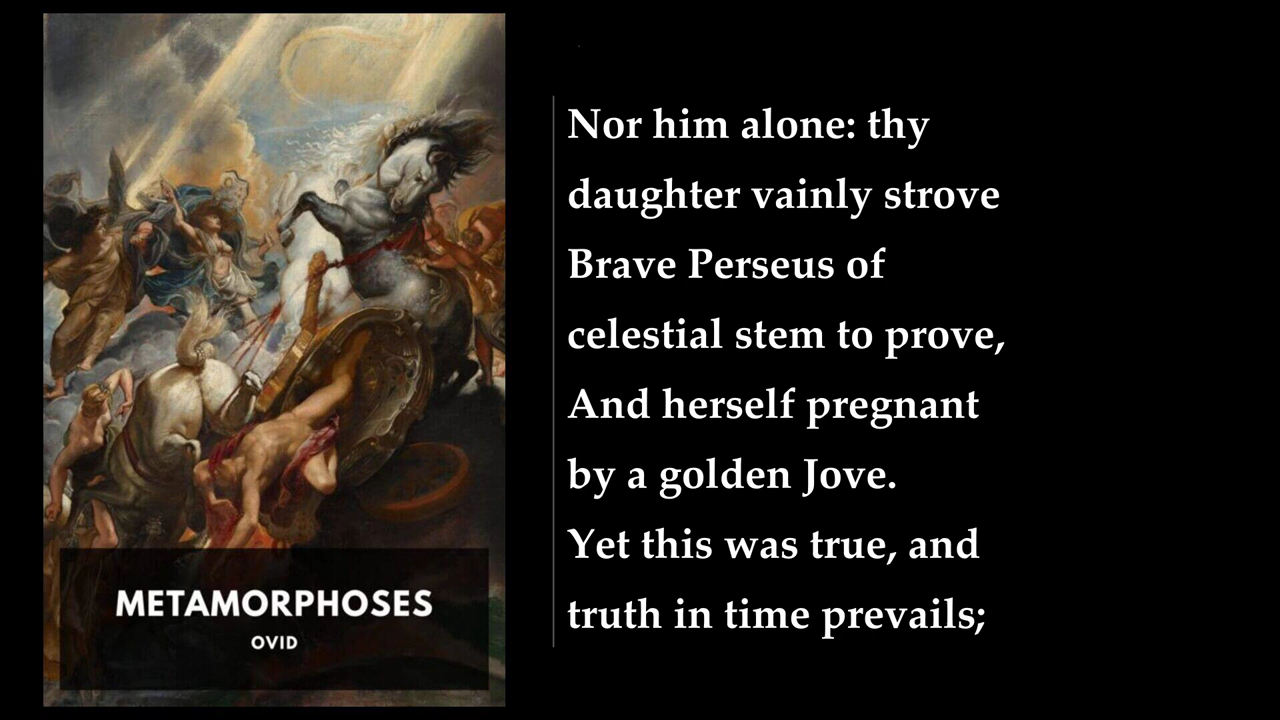 METAMORPHOSES
OVID
Nor him alone: thy
daughter vainly strove
Brave Perseus of
celestial stem to prove,
And herself pregnant
by a golden Jove.
Yet this was true, and
truth in time prevails;